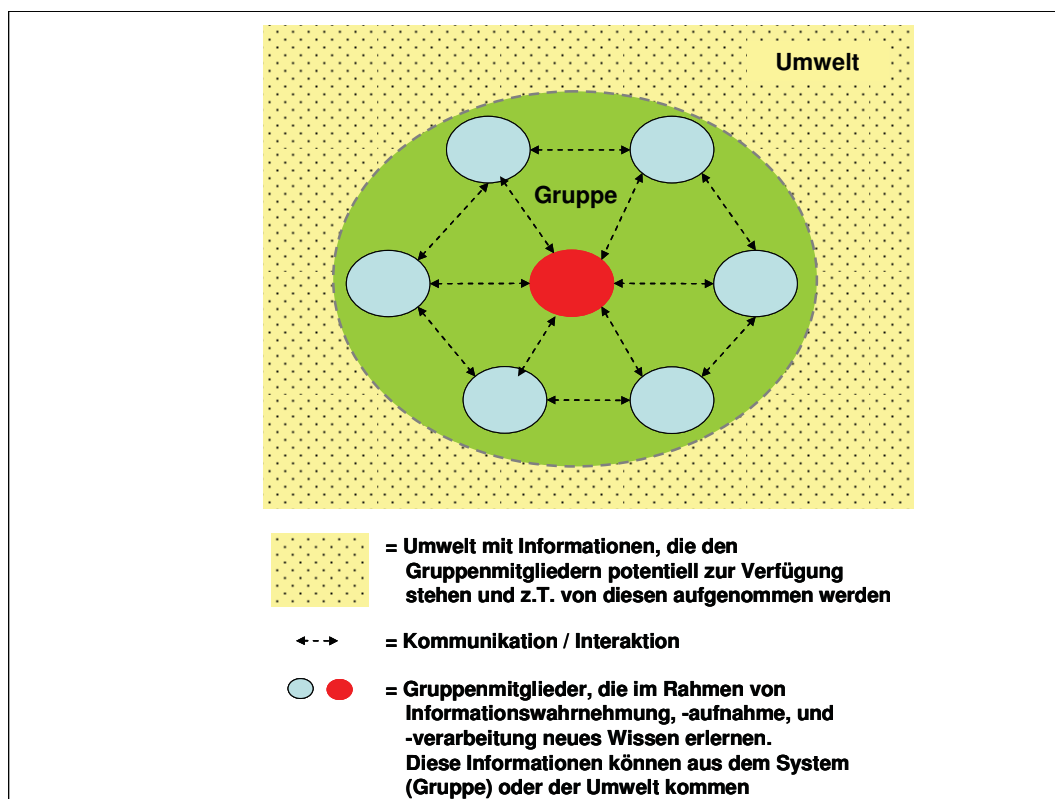 Umwelt
Gruppe
= Umwelt mit Informationen, die den
Gruppenmitgliedern potentiell zur Verfügung
stehen und z.T. von diesen aufgenommen werden
= Kommunikation / Interaktion
= Gruppenmitglieder, die im Rahmen von
Informationswahrnehmung, -aufnahme, und
-verarbeitung neues Wissen erlernen.
Diese Informationen können aus dem System
(Gruppe) oder der Umwelt kommen